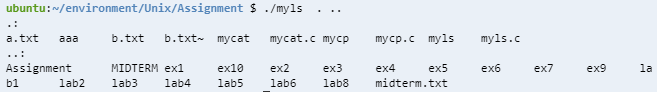 ubuntu:~/environment/Unix/Assignment $ ./myls  . ..
.:
a.txt   aaa     b.txt   b.txt~  mycat   mycat.c mycp    mycp.c  myls    myls.c
..:
Assignment      MIDTERM ex1     ex10    ex2     ex3     ex4     ex5     ex6     ex7     ex9     la
b1      lab2    lab3    lab4    lab5    lab6    lab8    midterm.txt